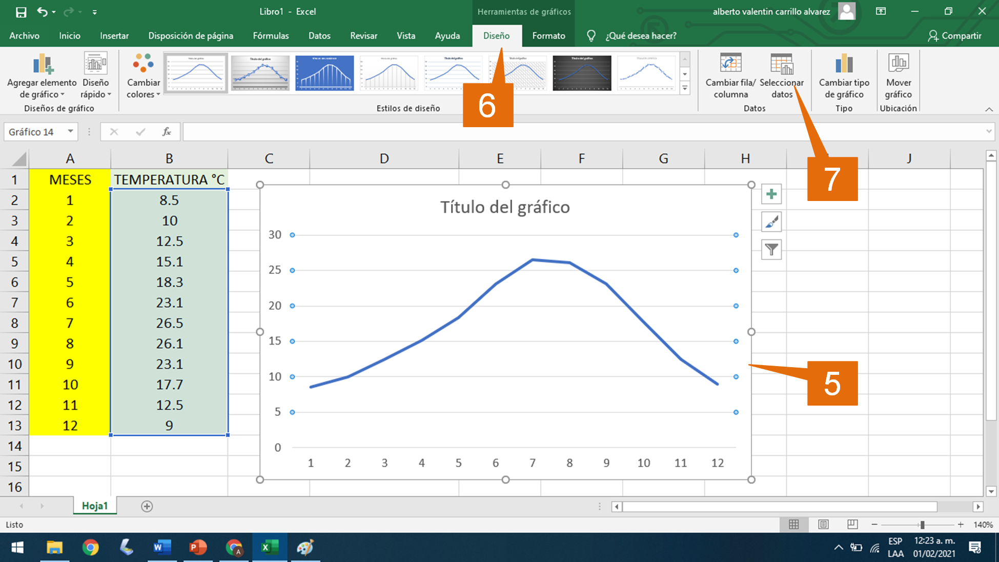 Libro1 - Excel
Herramientas de gráficos
alberto valentin carrillo alvarez
Archivo
Inicio
Insertar
Disposición de página
Fórmulas
Datos
Revisar
Vista
Ayuda
Diseño
Formato
¿Qué desea hacer?
Compartir
Agregar elemento
de gráfico
Diseño
rápido
Cambiar
colores
Cambiar fila/
columna
Seleccionar
datos
Cambiar tipo
de gráfico
Mover
gráfico
Diseños de gráfico
Estilos de diseño
Datos
Tipo
Ubicación
6
7
5
Gráfico 14
fx
A B C D E F G H J
1 MESES TEMPERATURA °C
2 1 8.5
3 2 10
4 3 12.5
5 4 15.1
6 5 18.3
7 6 23.1
8 7 26.5
9 8 26.1
10 9 23.1
11 10 17.7
12 11 12.5
13 12 9
14
15
16
Título del gráfico
30
25
20
15
10
5
0
1 2 3 4 5 6 7 8 9 10 11 12
Hoja1
Listo
140%
ESP
LAA
12:23 a. m.
01/02/2021